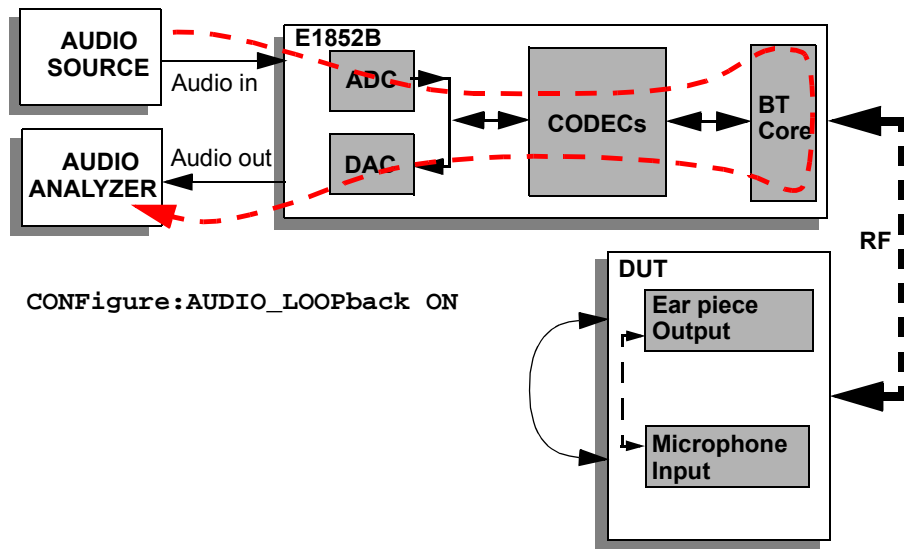 AUDIO
SOURCE
Audio in
E1852B
ADC
CODECs
BT
Core
AUDIO
ANALYZER
Audio out
DAC
RF
CONFigure:AUDIO_LOOPback ON
DUT
Ear piece
Output
Microphone
Input